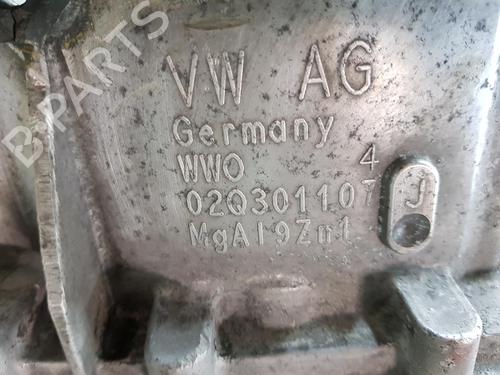 VW AG
Germany
WWO 4
02Q301107 J
MgAl9Zn1
B-PARTS